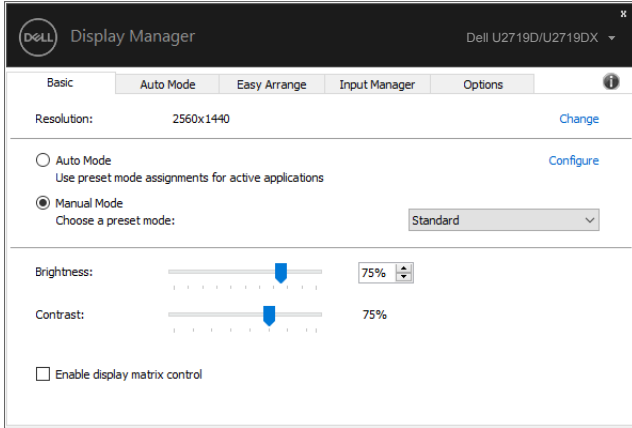 x
DELL Display Manager Dell U2719D/U2719DX
Basic Auto Mode Easy Arrange Input Manager Options i
Resolution: 2560x1440 Change
Auto Mode Configure
Use preset mode assignments for active applications
Manual Mode
Choose a preset mode: Standard
Brightness: 75%
Contrast: 75%
Enable display matrix control